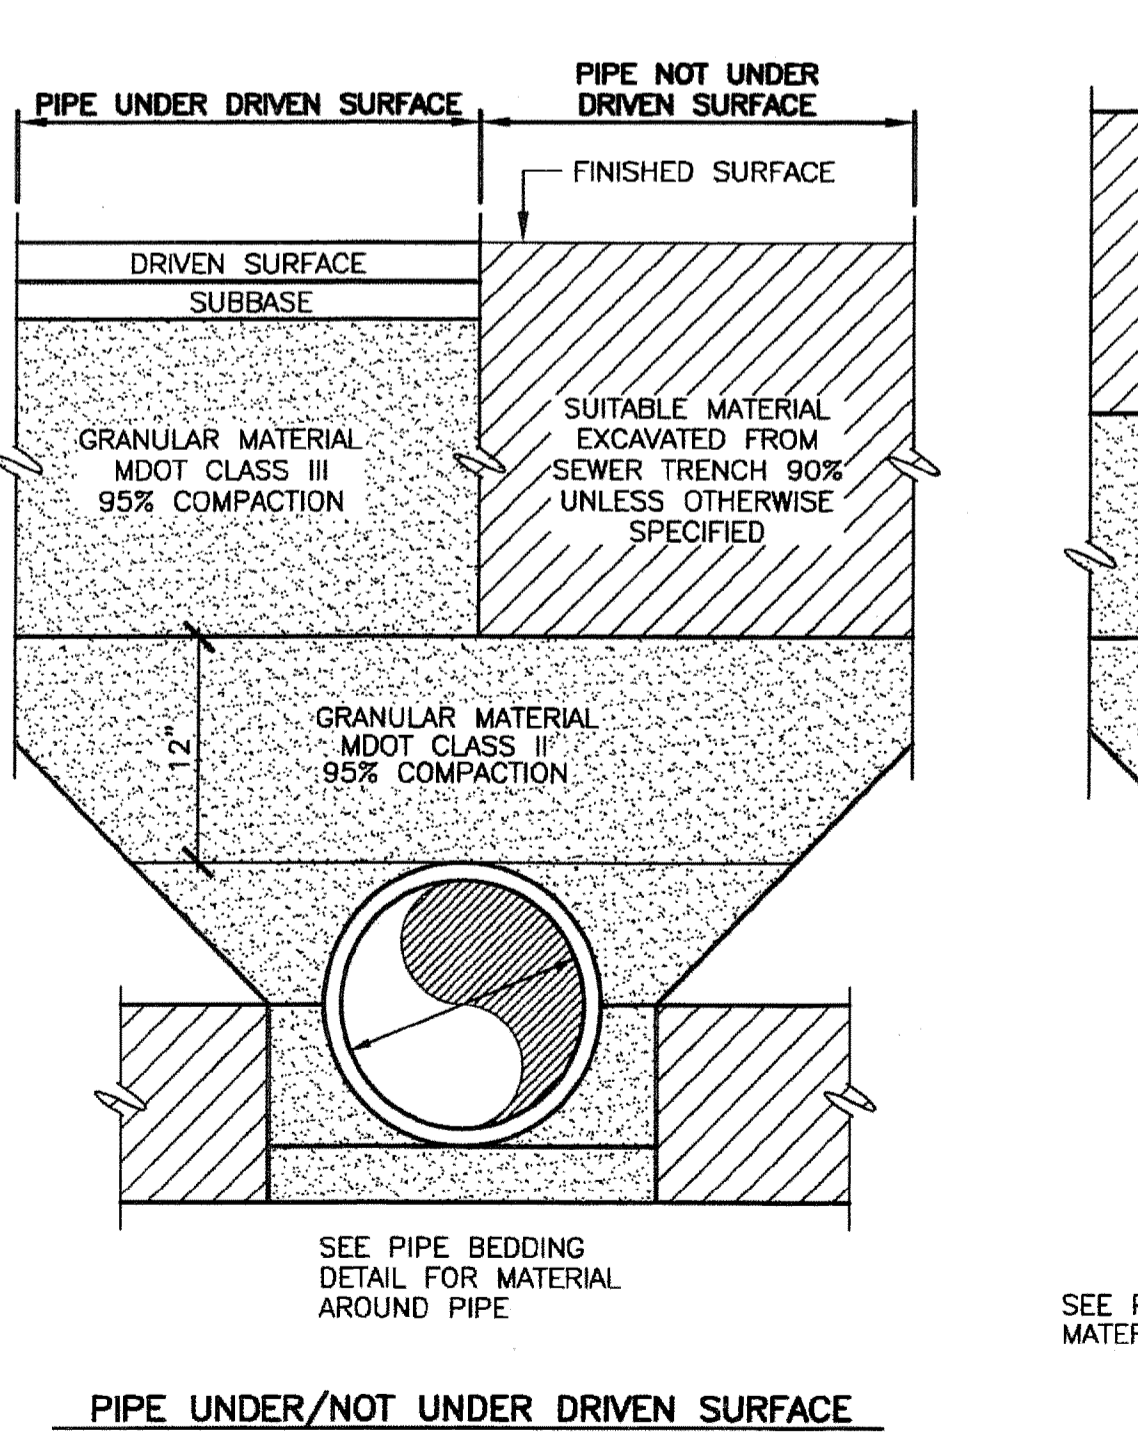 PIPE UNDER DRIVEN SURFACE
PIPE NOT UNDER
DRIVEN SURFACE
FINISHED SURFACE
DRIVEN SURFACE
SUBBASE
GRANULAR MATERIAL
MDOT CLASS III
95% COMPACTION
SUITABLE MATERIAL
EXCAVATED FROM
SEWER TRENCH 90%
UNLESS OTHERWISE
SPECIFIED
12"
GRANULAR MATERIAL
MDOT CLASS II
95% COMPACTION
SEE PIPE BEDDING
DETAIL FOR MATERIAL
AROUND PIPE
SEE
PIPE UNDER/NOT UNDER DRIVEN SURFACE